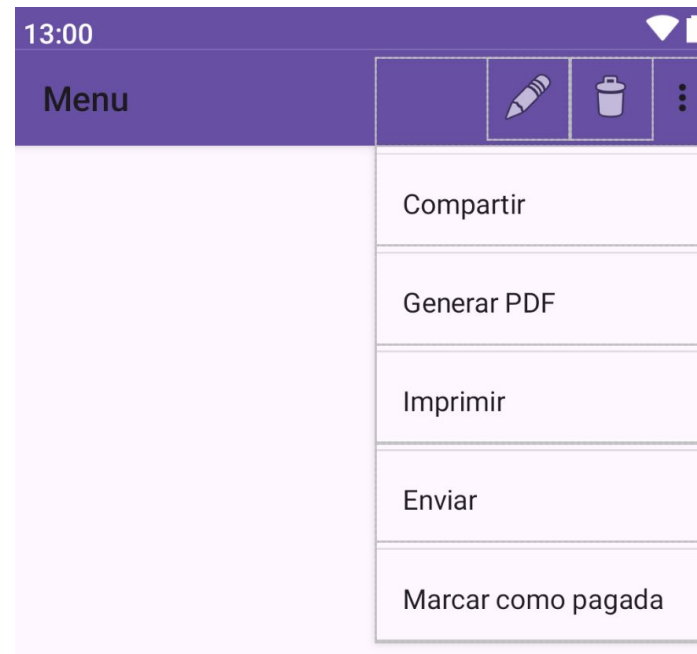 13:00
Menu
Compartir
Generar PDF
Imprimir
Enviar
Marcar como pagada